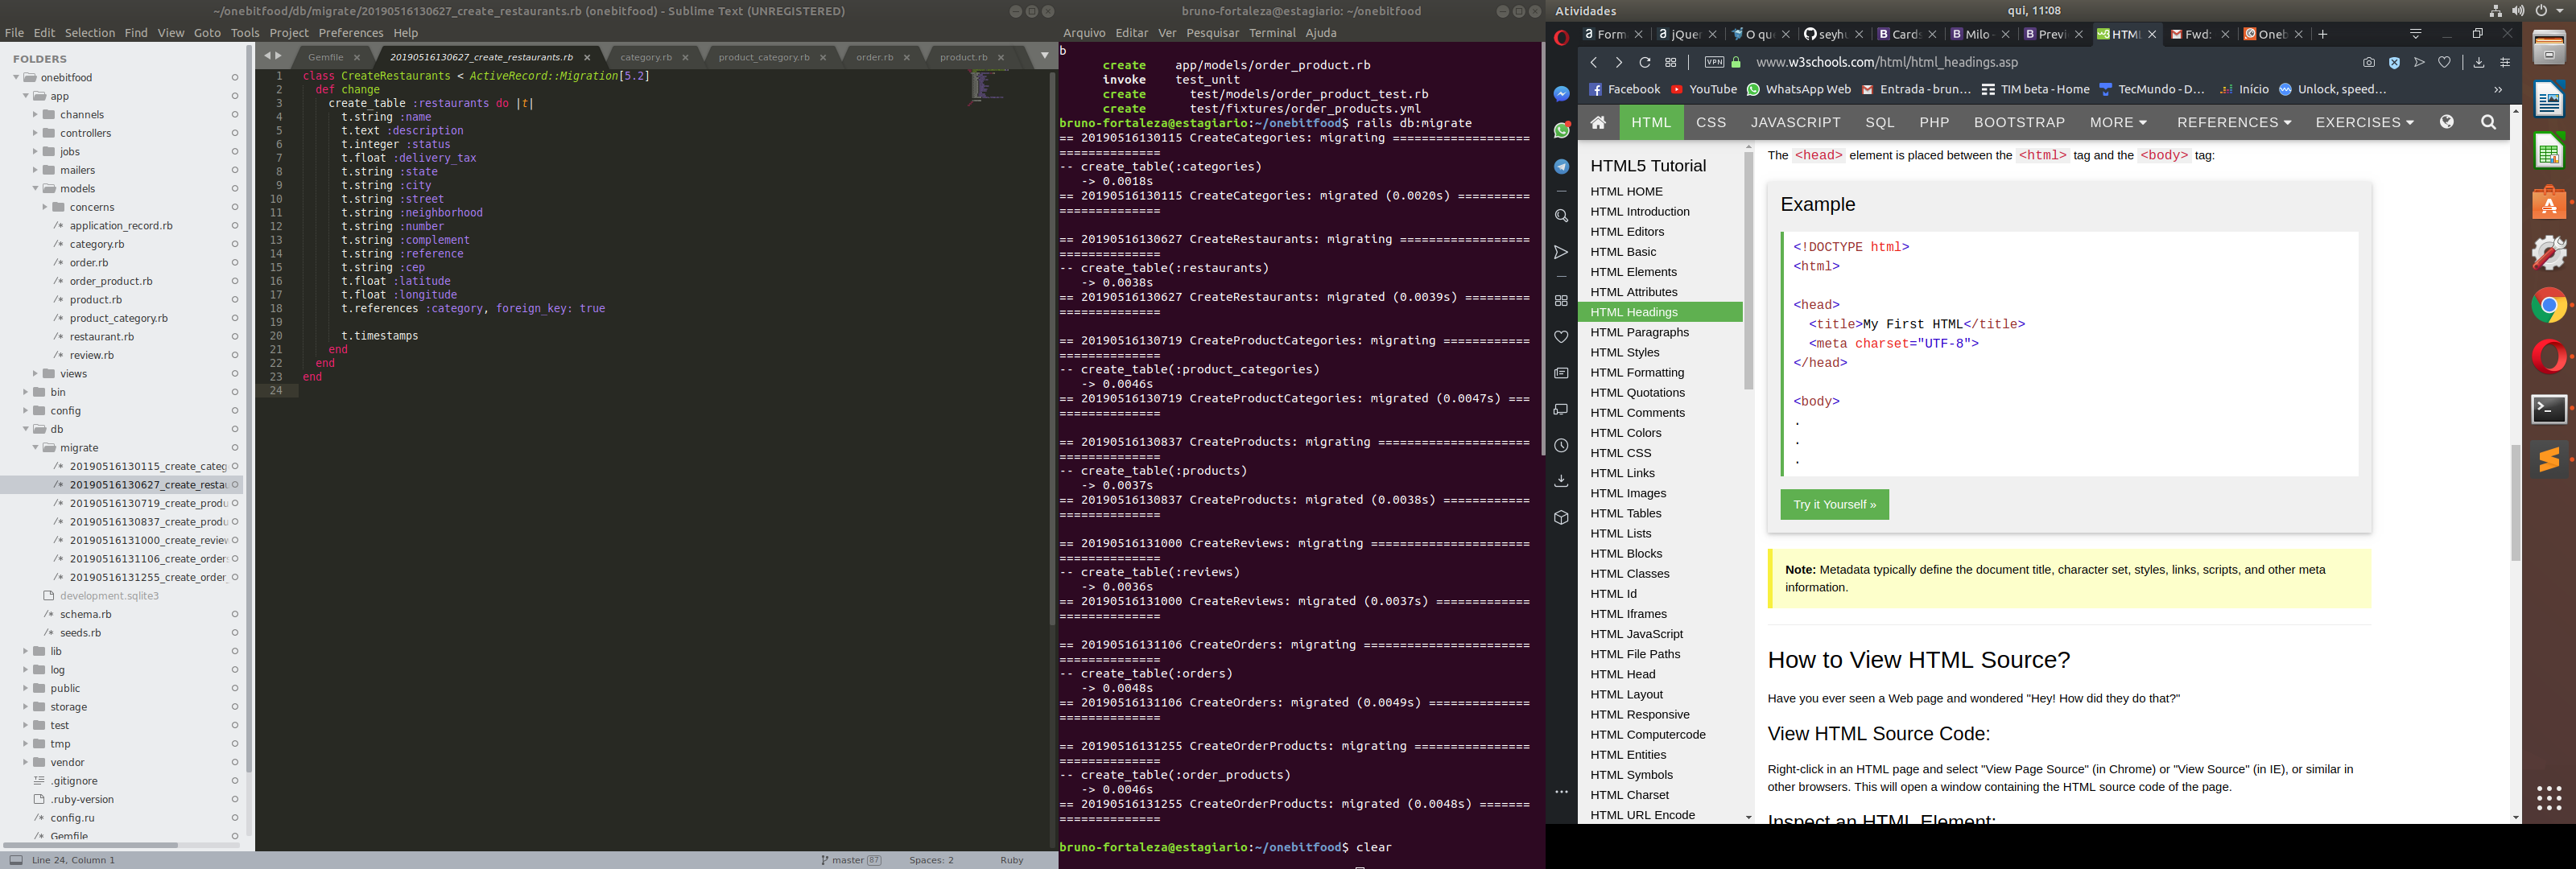 ~/onebitfood/db/migrate/20190516130627_create_restaurants.rb (onebitfood) - Sublime Text (UNREGISTERED)
File Edit Selection Find View Goto Tools Project Preferences Help
FOLDERS
onebitfood
app
channels
controllers
jobs
mailers
models
concerns
application_record.rb
category.rb
order.rb
order_product.rb
product.rb
product_category.rb
restaurant.rb
review.rb
views
bin
config
db
migrate
20190516130115_create_categ
20190516130627_create_restau
20190516130719_create_produ
20190516130837_create_produ
20190516131000_create_review
20190516131106_create_order
20190516131255_create_order_
development.sqlite3
schema.rb
seeds.rb
lib
log
public
storage
test
tmp
vendor
.gitignore
.ruby-version
config.ru
Gemfile
Gemfile 20190516130627_create_restaurants.rb category.rb product_category.rb order.rb product.rb
1 class CreateRestaurants < ActiveRecord::Migration[5.2]
2 def change
3 create_table :restaurants do |t|
4 t.string :name
5 t.text :description
6 t.integer :status
7 t.float :delivery_tax
8 t.string :state
9 t.string :city
10 t.string :street
11 t.string :neighborhood
12 t.string :number
13 t.string :complement
14 t.string :reference
15 t.string :cep
16 t.float :latitude
17 t.float :longitude
18 t.references :category, foreign_key: true
19
20 t.timestamps
21 end
22 end
23 end
24
Line 24, Column 1 master 87 Spaces: 2 Ruby
bruno-fortaleza@estagiario: ~/onebitfood
Arquivo Editar Ver Pesquisar Terminal Ajuda
b
create app/models/order_product.rb
invoke test_unit
create test/models/order_product_test.rb
create test/fixtures/order_products.yml
bruno-fortaleza@estagiario:~/onebitfood$ rails db:migrate
== 20190516130115 CreateCategories: migrating =======================
==============
-- create_table(:categories)
-> 0.0018s
== 20190516130115 CreateCategories: migrated (0.0020s) ==========
==============
== 20190516130627 CreateRestaurants: migrating ==================
==============
-- create_table(:restaurants)
-> 0.0038s
== 20190516130627 CreateRestaurants: migrated (0.0039s) =========
==============
== 20190516130719 CreateProductCategories: migrating ============
==============
-- create_table(:product_categories)
-> 0.0046s
== 20190516130719 CreateProductCategories: migrated (0.0047s) ===
==============
== 20190516130837 CreateProducts: migrating =====================
==============
-- create_table(:products)
-> 0.0037s
== 20190516130837 CreateProducts: migrated (0.0038s) ============
==============
== 20190516131000 CreateReviews: migrating ======================
==============
-- create_table(:reviews)
-> 0.0036s
== 20190516131000 CreateReviews: migrated (0.0037s) =============
==============
== 20190516131106 CreateOrders: migrating =======================
==============
-- create_table(:orders)
-> 0.0048s
== 20190516131106 CreateOrders: migrated (0.0049s) ==============
==============
== 20190516131255 CreateOrderProducts: migrating ================
==============
-- create_table(:order_products)
-> 0.0046s
== 20190516131255 CreateOrderProducts: migrated (0.0048s) =======
==============
bruno-fortaleza@estagiario:~/onebitfood$ clear
Atividades qui, 11:08
Form jQuer O que seyhu Cards Milo - Previ HTML Fwd: Oneb
VPN www.w3schools.com/html/html_headings.asp
Facebook YouTube WhatsApp Web Entrada - brun... TIM beta - Home TecMundo - D... Início Unlock, speed... »
HTML CSS JAVASCRIPT SQL PHP BOOTSTRAP MORE REFERENCES EXERCISES
HTML5 Tutorial
HTML HOME
HTML Introduction
HTML Editors
HTML Basic
HTML Elements
HTML Attributes
HTML Headings
HTML Paragraphs
HTML Styles
HTML Formatting
HTML Quotations
HTML Comments
HTML Colors
HTML CSS
HTML Links
HTML Images
HTML Tables
HTML Lists
HTML Blocks
HTML Classes
HTML Id
HTML Iframes
HTML JavaScript
HTML File Paths
HTML Head
HTML Layout
HTML Responsive
HTML Computercode
HTML Entities
HTML Symbols
HTML Charset
HTML URL Encode
The <head> element is placed between the <html> tag and the <body> tag:
Example
<!DOCTYPE html>
<html>
<head>
<title>My First HTML</title>
<meta charset="UTF-8">
</head>
<body>
.
.
.
Try it Yourself »
Note: Metadata typically define the document title, character set, styles, links, scripts, and other meta
information.
How to View HTML Source?
Have you ever seen a Web page and wondered "Hey! How did they do that?"
View HTML Source Code:
Right-click in an HTML page and select "View Page Source" (in Chrome) or "View Source" (in IE), or similar in
other browsers. This will open a window containing the HTML source code of the page.
Inspect an HTML Element: